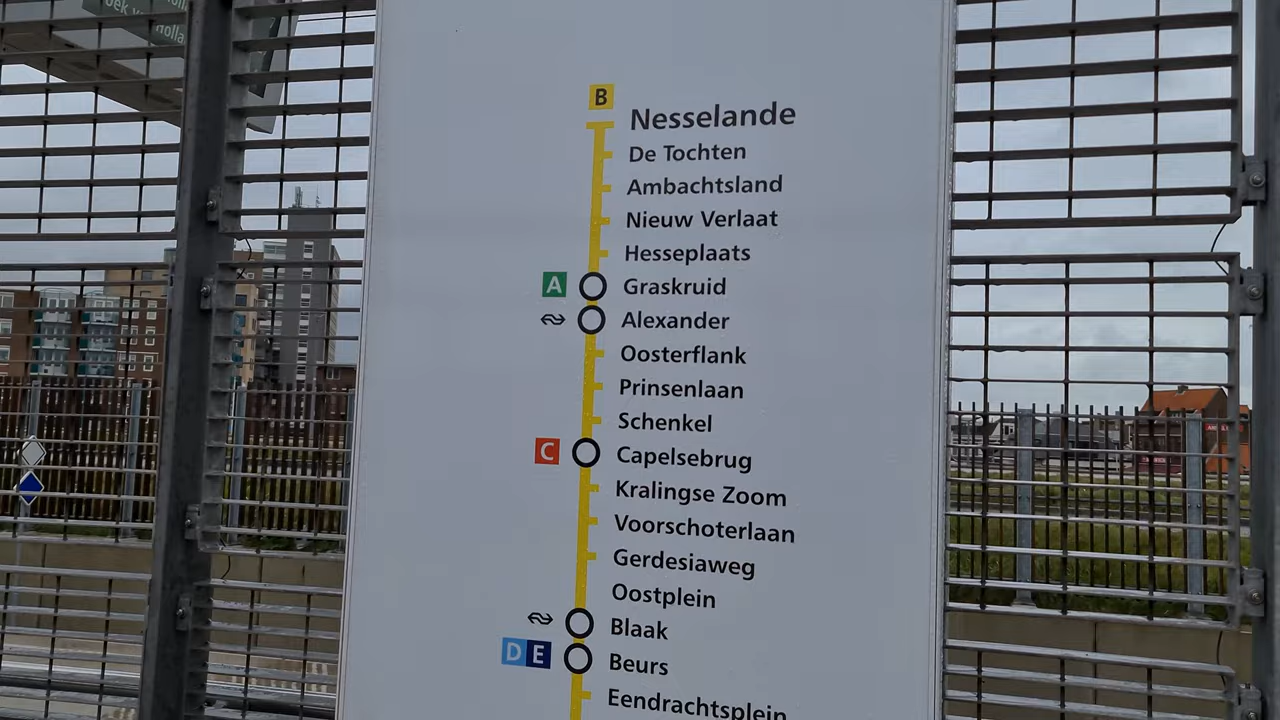 B
Nesselande
De Tochten
Ambachtsland
Nieuw Verlaat
Hesseplaats
A Graskruid
Alexander
Oosterflank
Prinsenlaan
Schenkel
C Capelsebrug
Kralingse Zoom
Voorschoterlaan
Gerdesiaweg
Oostplein
Blaak
D E Beurs
Eendrachtsplein